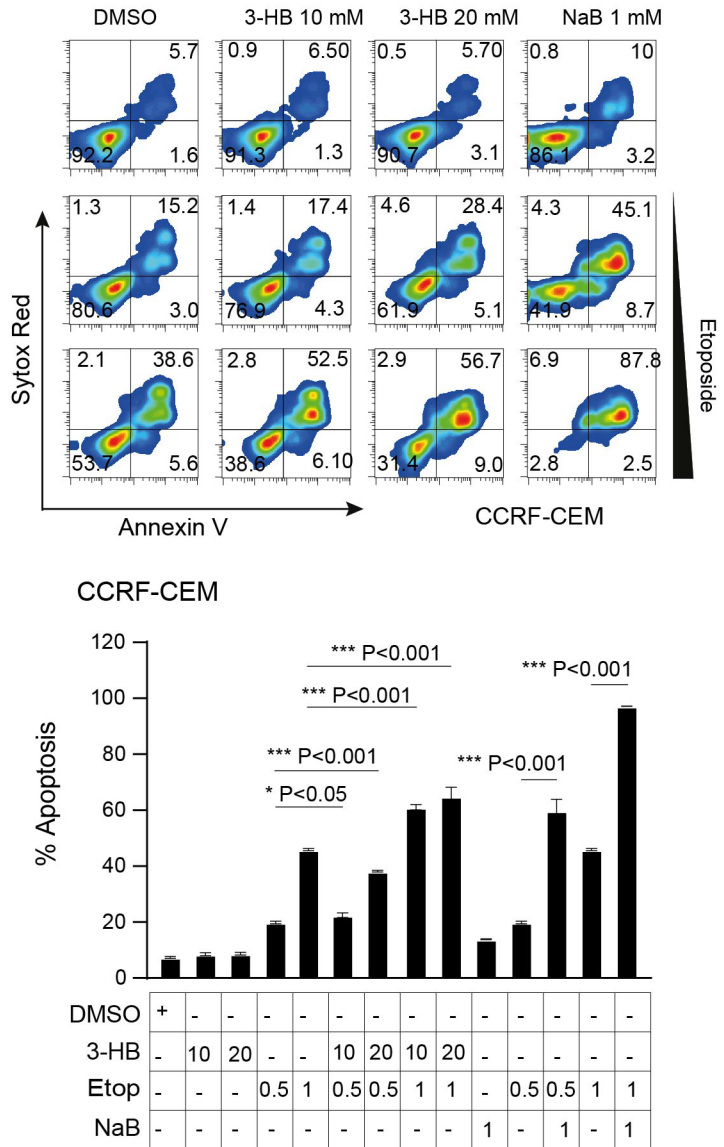 DMSO 3-HB 10 mM 3-HB 20 mM NaB 1 mM
5.7 0.9 6.50 0.5 5.70 0.8 10
92.2 1.6 91.3 1.3 90.7 3.1 86.1 3.2
1.3 15.2 1.4 17.4 4.6 28.4 4.3 45.1
80.6 3.0 76.9 4.3 61.9 5.1 41.9 8.7
2.1 38.6 2.8 52.5 2.9 56.7 6.9 87.8
53.7 5.6 38.6 6.10 31.4 9.0 2.8 2.5
Sytox Red
Etoposide
Annexin V CCRF-CEM
CCRF-CEM
% Apoptosis
120
100
80
60
40
20
0
*** P<0.001
*** P<0.001
*** P<0.001
*** P<0.001
*** P<0.001
* P<0.05
DMSO + - - - - - - - - - - - - -
3-HB - 10 20 - - 10 20 10 20 - - - - -
Etop - - - 0.5 1 0.5 0.5 1 1 - 0.5 0.5 1 1
NaB - - - - - - - - - 1 - 1 - 1